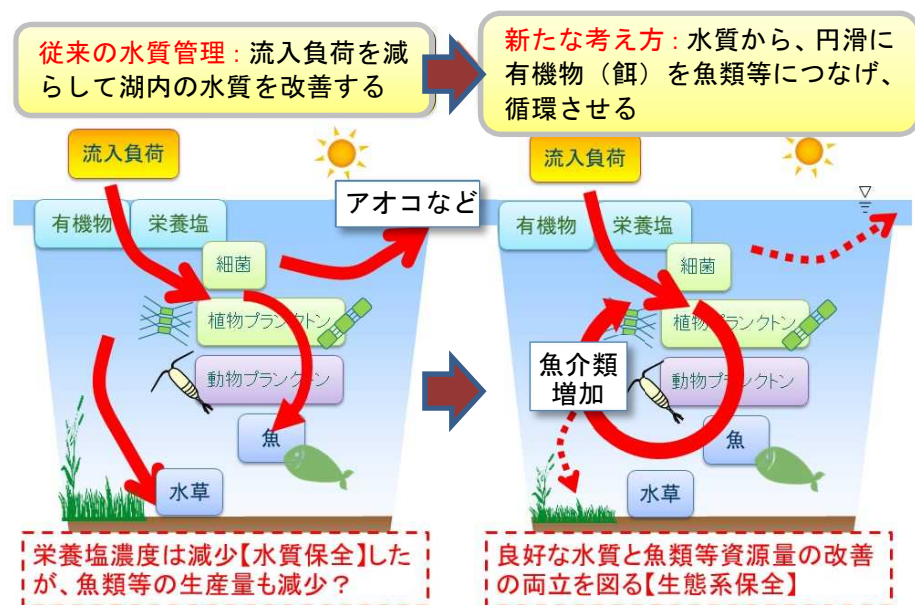 従来の水質管理:流入負荷を減
らして湖内の水質を改善する
新たな考え方:水質から、円滑に
有機物(餌)を魚類等につなげ、
循環させる
流入負荷
アオコなど
有機物
栄養塩
細菌
植物プランクトン
動物プランクトン
魚
水草
栄養塩濃度は減少【水質保全】した
が、魚類等の生産量も減少?
流入負荷
有機物
栄養塩
細菌
植物プランクトン
魚介類
増加
動物プランクトン
魚
水草
良好な水質と魚類等資源量の改善
の両立を図る【生態系保全】